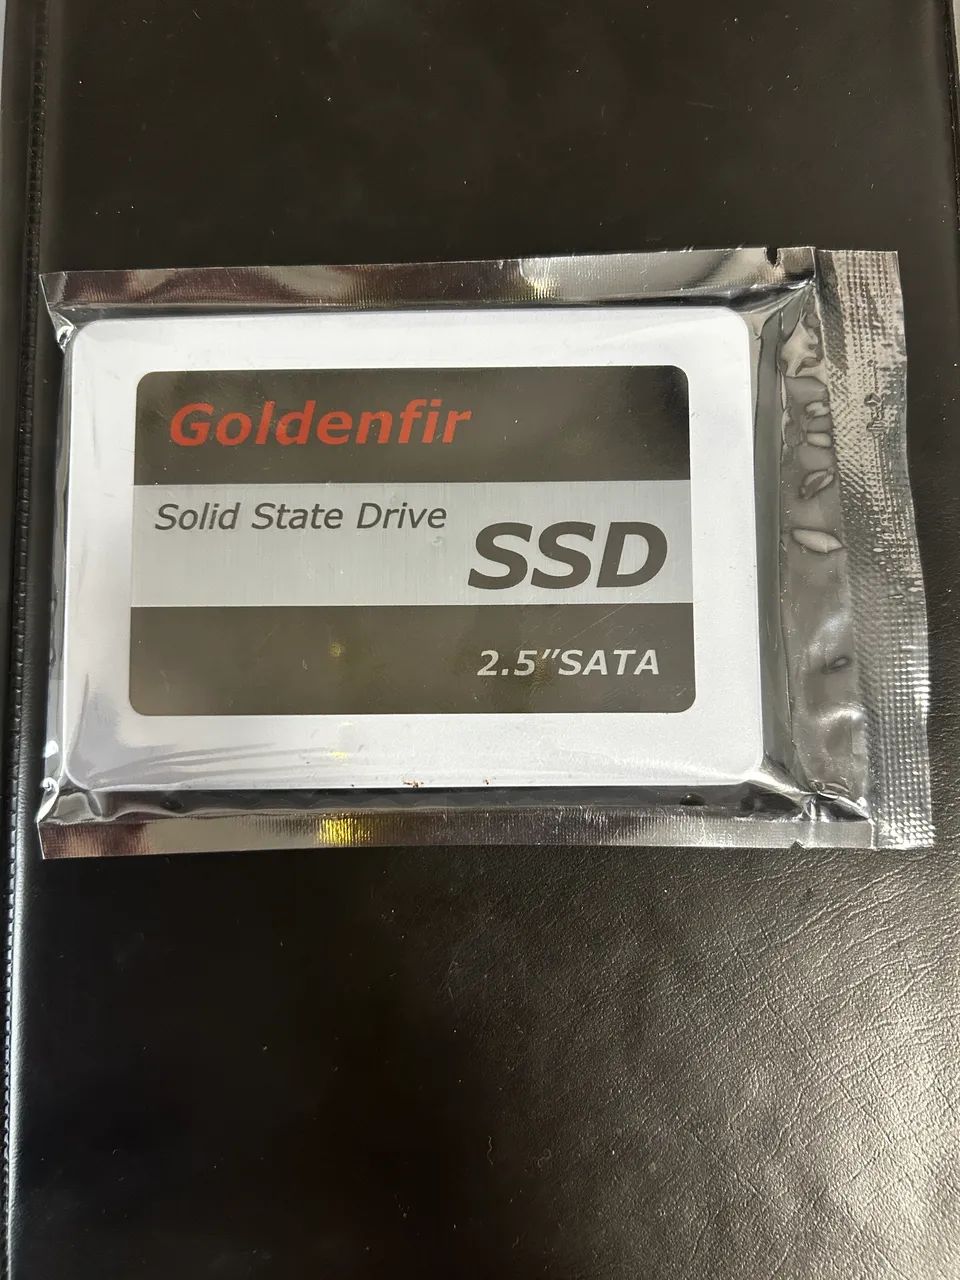 Goldenfir
Solid State Drive
SSD
2.5"SATA